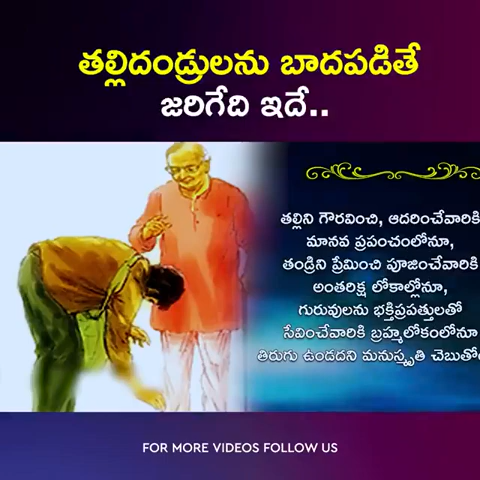 తల్లిదండ్రులను బాదపడితే
జరిగేది ఇదే..
తల్లిని గౌరవించి, ఆదరించేవారికి
మానవ ప్రపంచంలోనూ,
తండ్రిని ప్రేమించి పూజించేవారికి
అంతరిక్ష లోకాల్లోనూ,
గురువులను భక్తిప్రపత్తులతో
సేవించేవారికి బ్రహ్మలోకంలోనూ
తిరుగు ఉండదని మనుస్మృతి
FOR MORE VIDEOS FOLLOW US